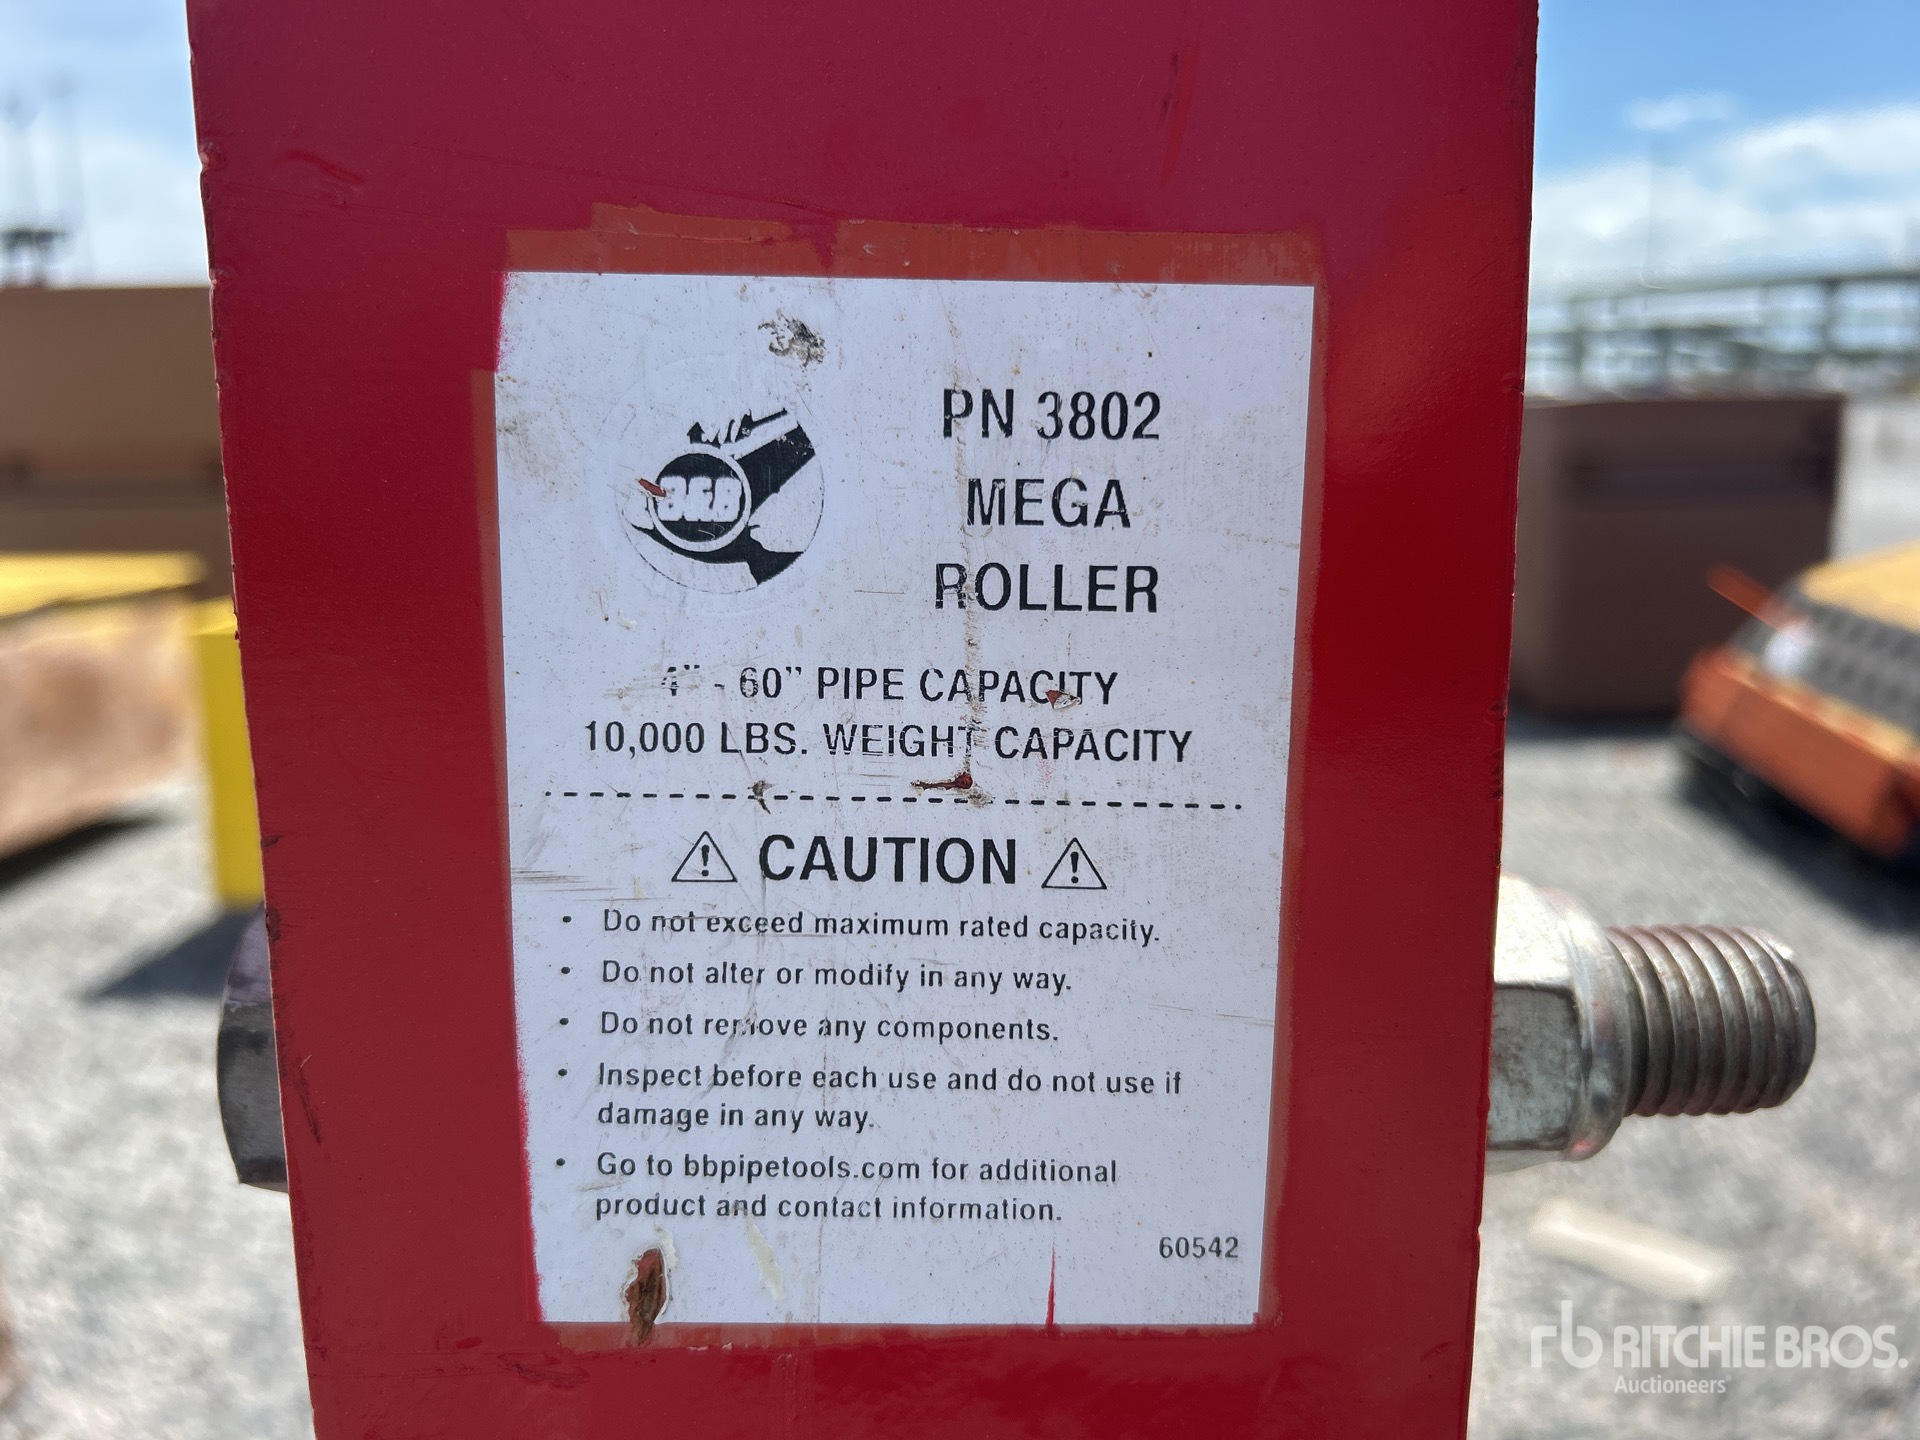 B&B
PN 3802
MEGA
ROLLER
4" - 60" PIPE CAPACITY
10,000 LBS. WEIGHT CAPACITY
CAUTION
• Do not exceed maximum rated capacity.
• Do not alter or modify in any way.
• Do not remove any components.
• Inspect before each use and do not use if
damage in any way.
• Go to bbpipetools.com for additional
product and contact information.
60542
rb RITCHIE BROS.
Auctioneers